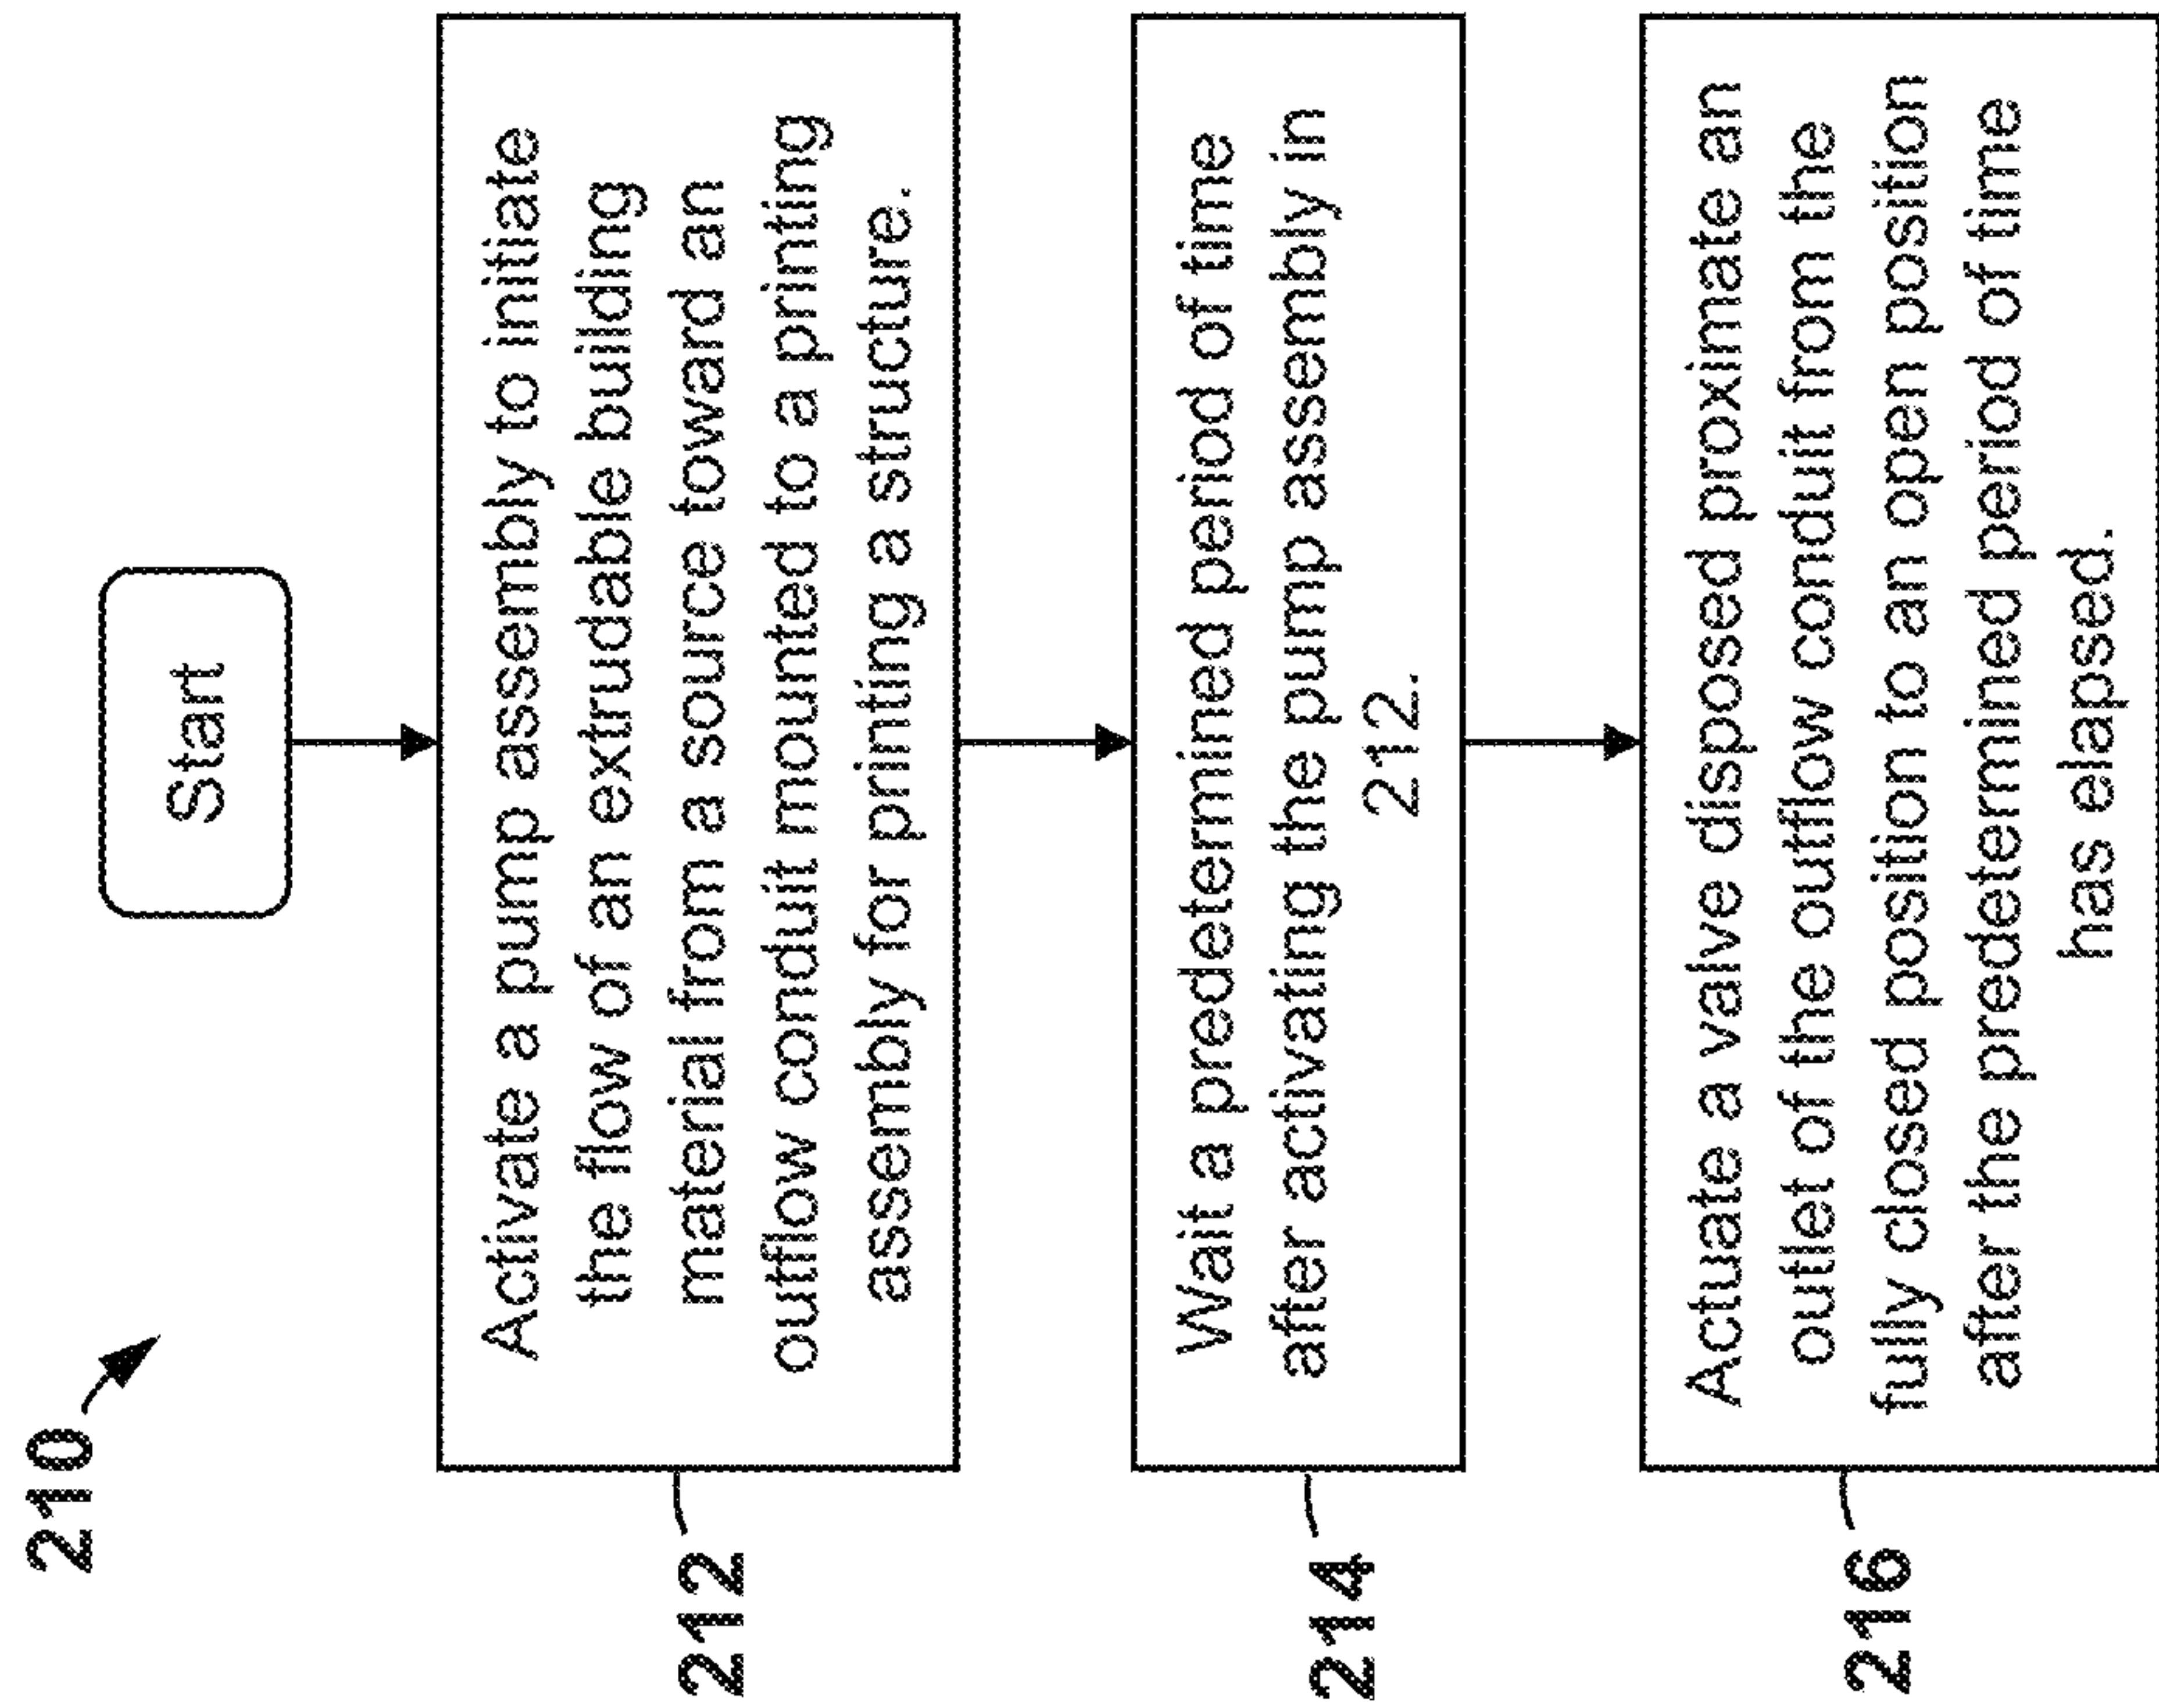 210
Start
212
Activate a pump assembly to initiate
the flow of an extrudable building
material from a source toward an
outflow conduit mounted to a printing
assembly for printing a structure.
214
Wait a predetermined period of time
after activating the pump assembly in
212.
216
Actuate a valve disposed proximate an
outlet of the outflow conduit from the
fully closed position to an open position
after the predetermined period of time
has elapsed.